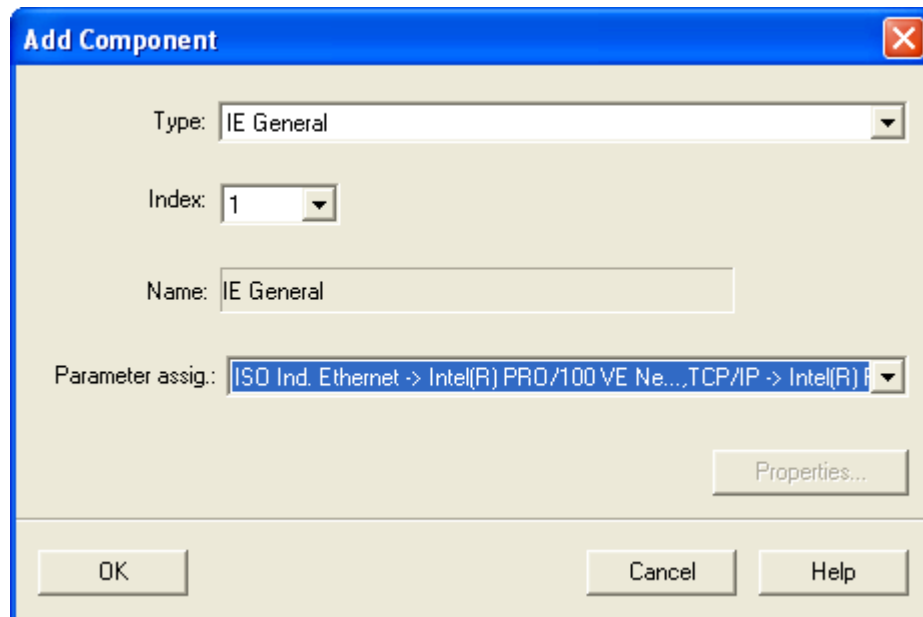 Add Component
Type: IE General
Index: 1
Name: IE General
Parameter assig.: ISO Ind. Ethernet -> Intel(R) PRO/100 VE Ne...,TCP/IP -> Intel(R)
Properties...
OK Cancel Help